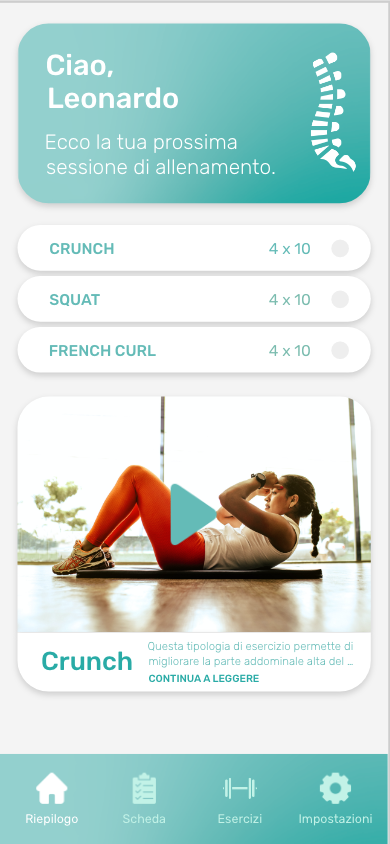 Ciao,
Leonardo
Ecco la tua prossima
sessione di allenamento.
CRUNCH 4 x 10
SQUAT 4 x 10
FRENCH CURL 4 x 10
Crunch
Questa tipologia di esercizio permette di
migliorare la parte addominale alta del ...
CONTINUA A LEGGERE
Riepilogo Scheda Esercizi Impostazioni